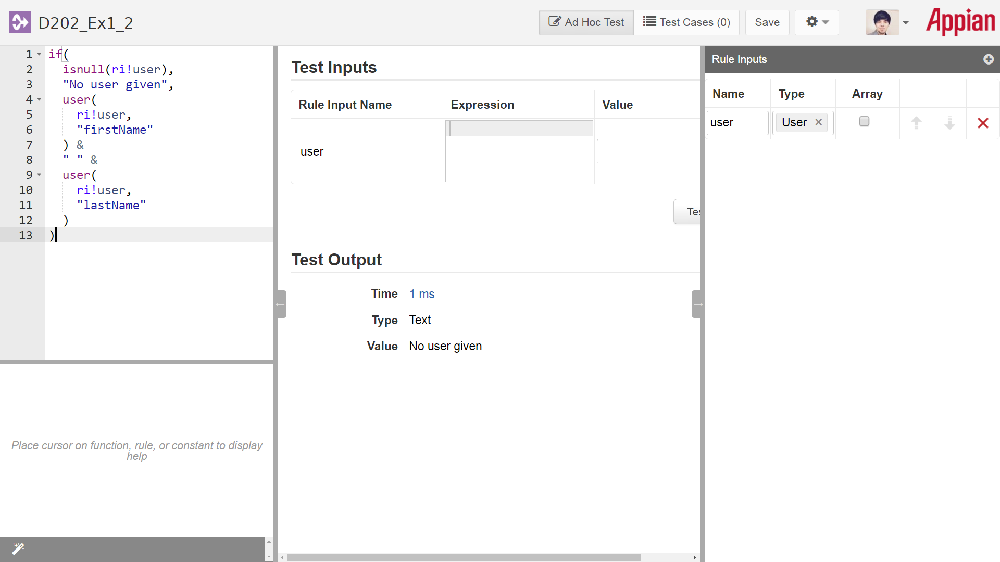 D202_Ex1_2
Ad Hoc Test
Test Cases (0)
Save
Appian
1 if(
2 isnull(ri!user),
3 "No user given",
4 user(
5 ri!user,
6 "firstName"
7 ) &
8 " " &
9 user(
10 ri!user,
11 "lastName"
12 )
13 )
Place cursor on function, rule, or constant to display
help
Test Inputs
Rule Input Name Expression Value
user
Tes
Test Output
Time 1 ms
Type Text
Value No user given
Rule Inputs
Name Type Array
user User